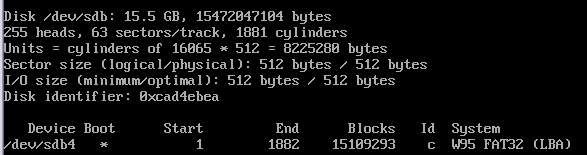 Disk /dev/sdb: 15.5 GB, 15472047104 bytes
255 heads, 63 sectors/track, 1881 cylinders
Units = cylinders of 16065 * 512 = 8225280 bytes
Sector size (logical/physical): 512 bytes / 512 bytes
I/O size (minimum/optimal): 512 bytes / 512 bytes
Disk identifier: 0xcad4ebea
Device Boot Start End Blocks Id System
/dev/sdb4 * 1 1882 15109293 c W95 FAT32 (LBA)